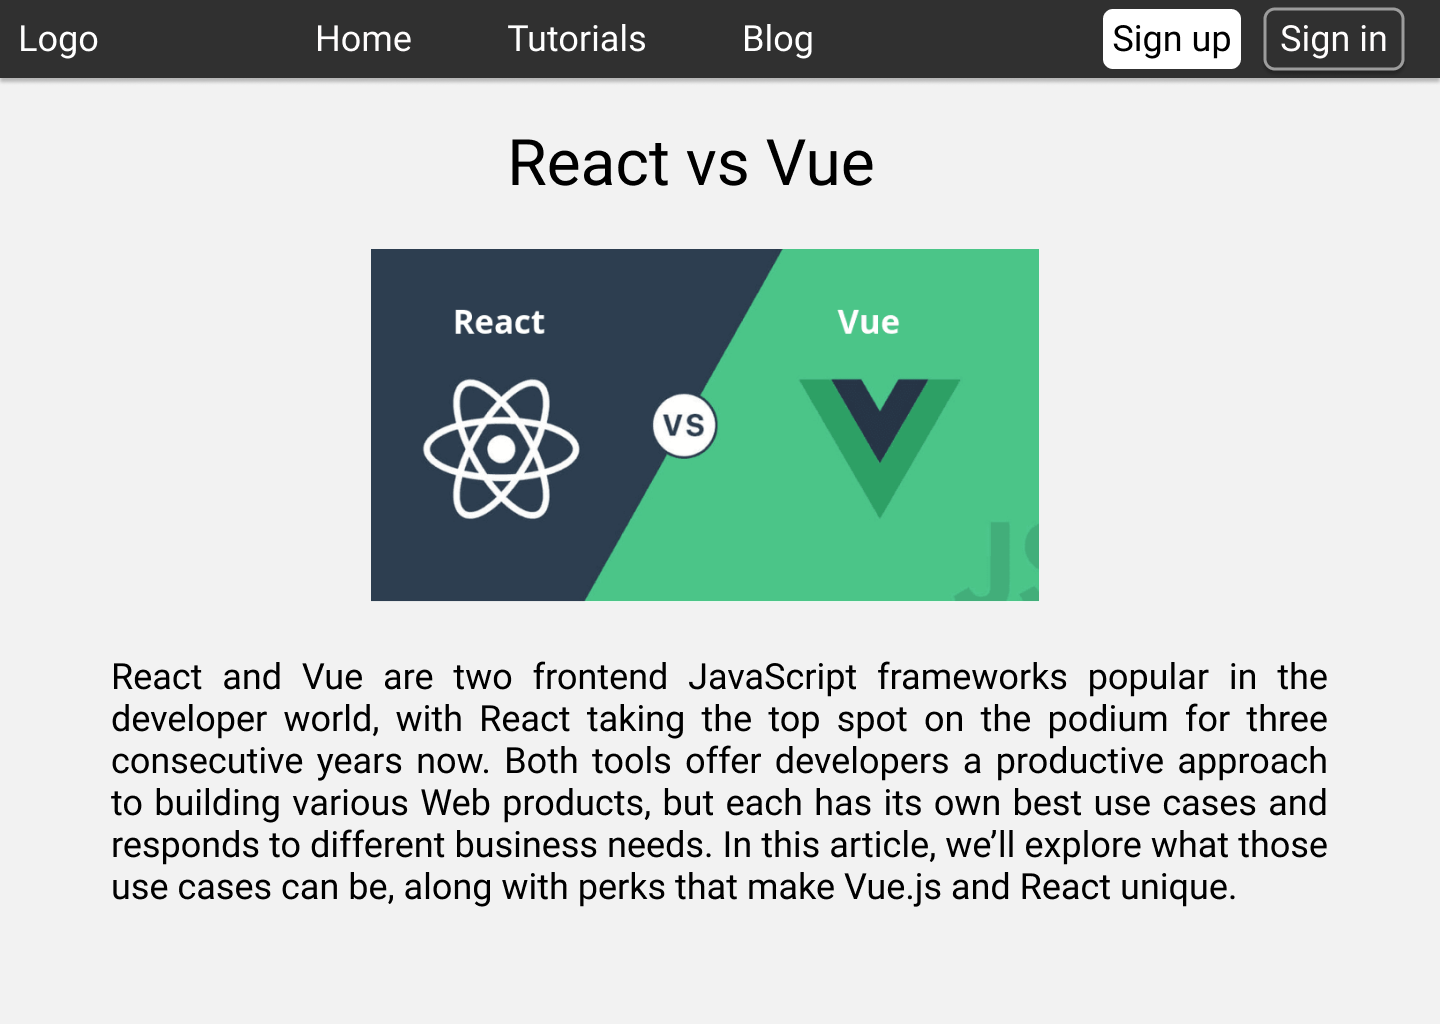 Logo Home Tutorials Blog Sign up Sign in
React vs Vue
React Vue
VS
JS
React and Vue are two frontend JavaScript frameworks popular in the
developer world, with React taking the top spot on the podium for three
consecutive years now. Both tools offer developers a productive approach
to building various Web products, but each has its own best use cases and
responds to different business needs. In this article, we’ll explore what those
use cases can be, along with perks that make Vue.js and React unique.